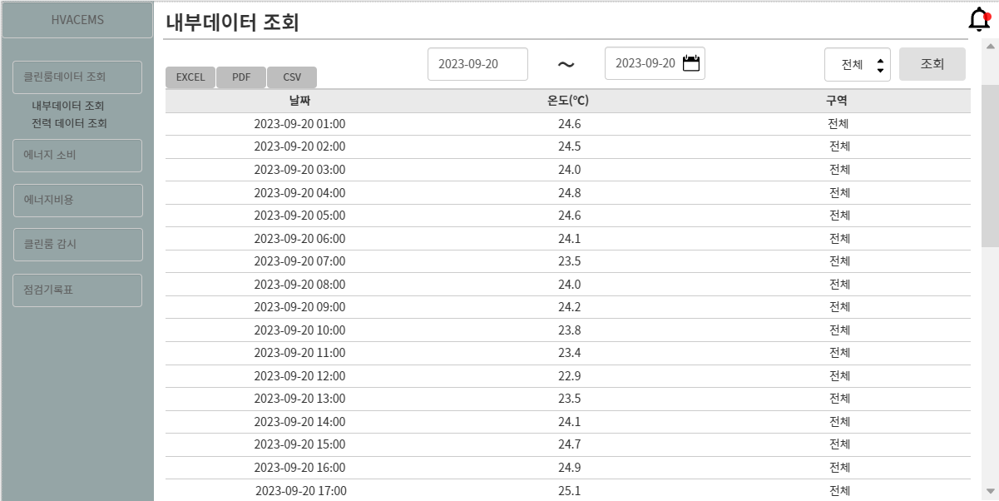 HVACEMS
클린룸데이터 조회
내부데이터 조회
전력 데이터 조회
에너지 소비
에너지비용
클린룸 감시
점검기록표
내부데이터 조회
2023-09-20 ~ 2023-09-20 전체 조회
EXCEL PDF CSV
날짜 온도(℃) 구역
2023-09-20 01:00 24.6 전체
2023-09-20 02:00 24.5 전체
2023-09-20 03:00 24.0 전체
2023-09-20 04:00 24.8 전체
2023-09-20 05:00 24.6 전체
2023-09-20 06:00 24.1 전체
2023-09-20 07:00 23.5 전체
2023-09-20 08:00 24.0 전체
2023-09-20 09:00 24.2 전체
2023-09-20 10:00 23.8 전체
2023-09-20 11:00 23.4 전체
2023-09-20 12:00 22.9 전체
2023-09-20 13:00 23.5 전체
2023-09-20 14:00 24.1 전체
2023-09-20 15:00 24.7 전체
2023-09-20 16:00 24.9 전체
2023-09-20 17:00 25.1 전체